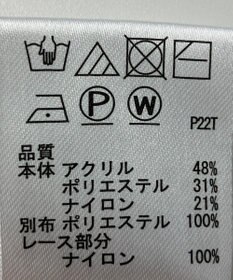 P W
P22T
品質
本体 アクリル 48%
ポリエステル 31%
ナイロン 21%
別布 ポリエステル 100%
レース部分
ナイロン 100%